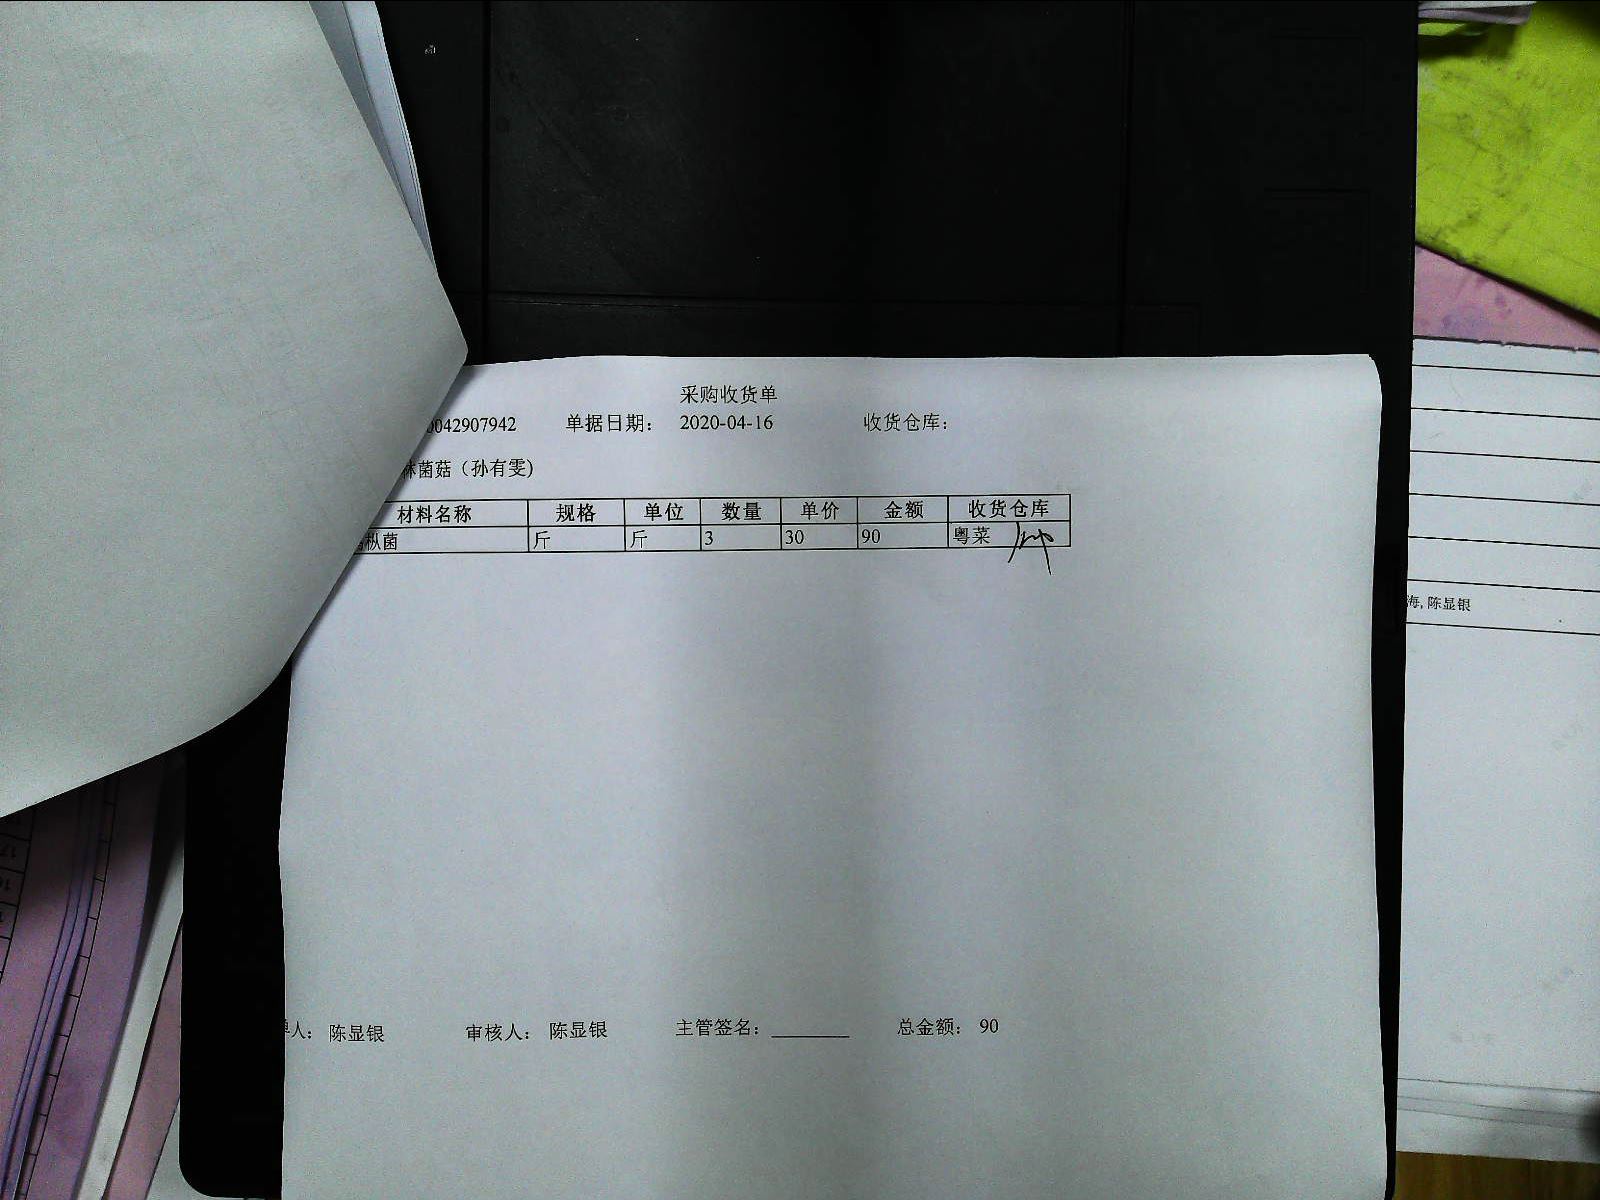 采购收货单
0042907942 单据日期： 2020-04-16 收货仓库：
菌菇（孙有雯)
材料名称 规格 单位 数量 单价 金额 收货仓库
枞菌 斤 斤 3 30 90 粤菜
海,陈显银
人： 陈显银 审核人： 陈显银 主管签名： 总金额： 90